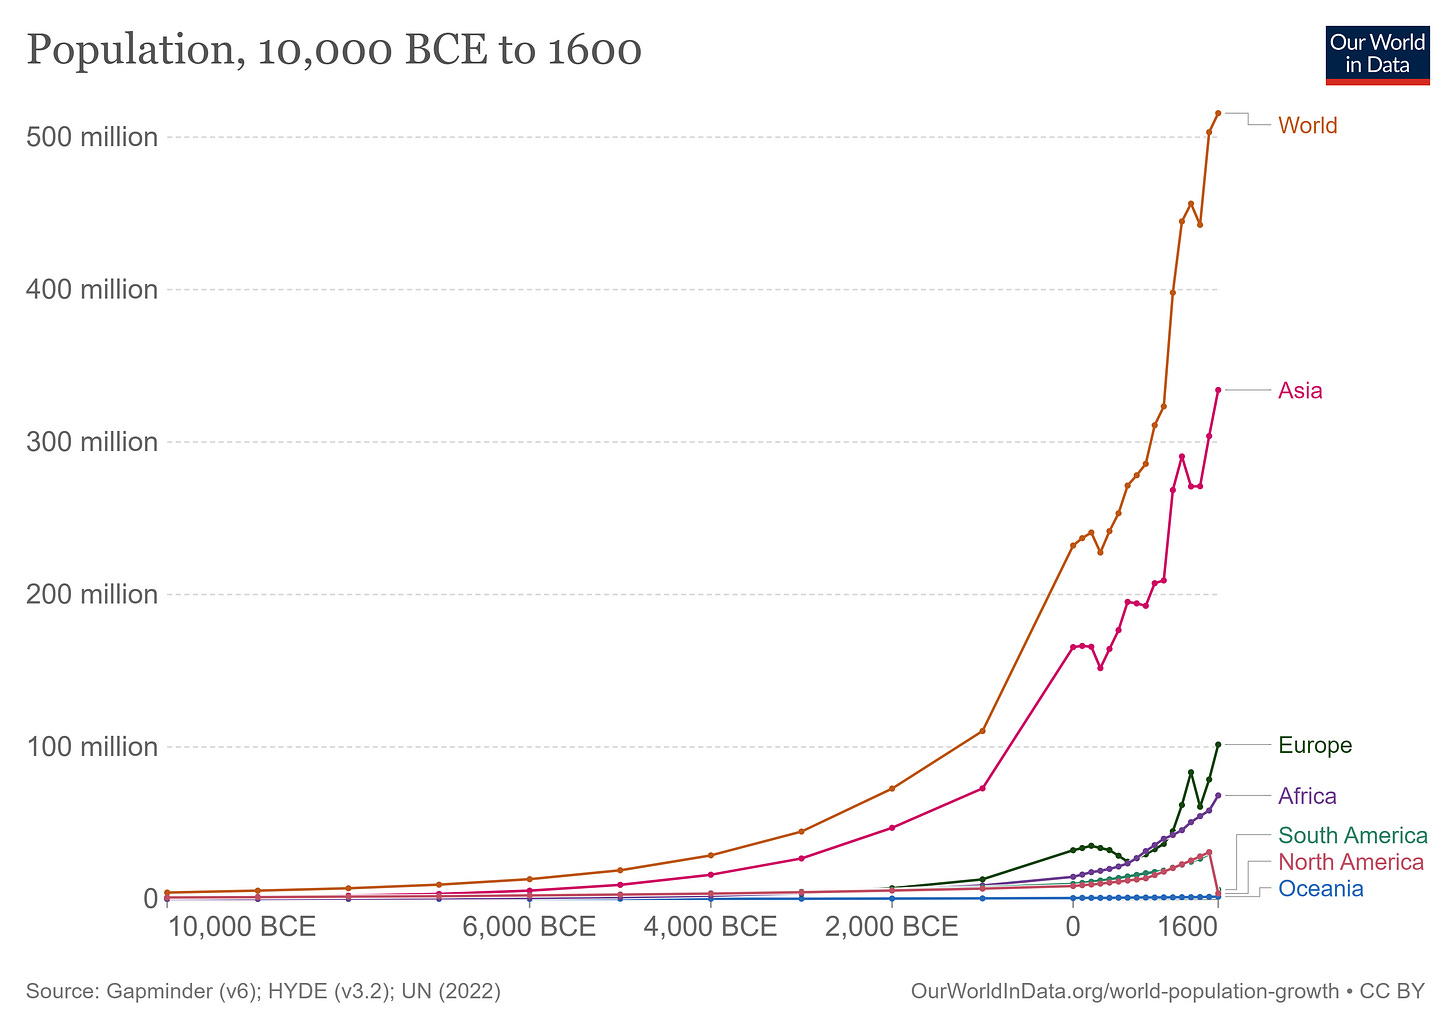 Population, 10,000 BCE to 1600
Our World
in Data
500 million
400 million
300 million
200 million
100 million
0
World
Asia
Europe
Africa
South America
North America
Oceania
10,000 BCE
6,000 BCE
4,000 BCE
2,000 BCE
0
1600
Source: Gapminder (v6); HYDE (v3.2); UN (2022)
OurWorldInData.org/world-population-growth • CC BY